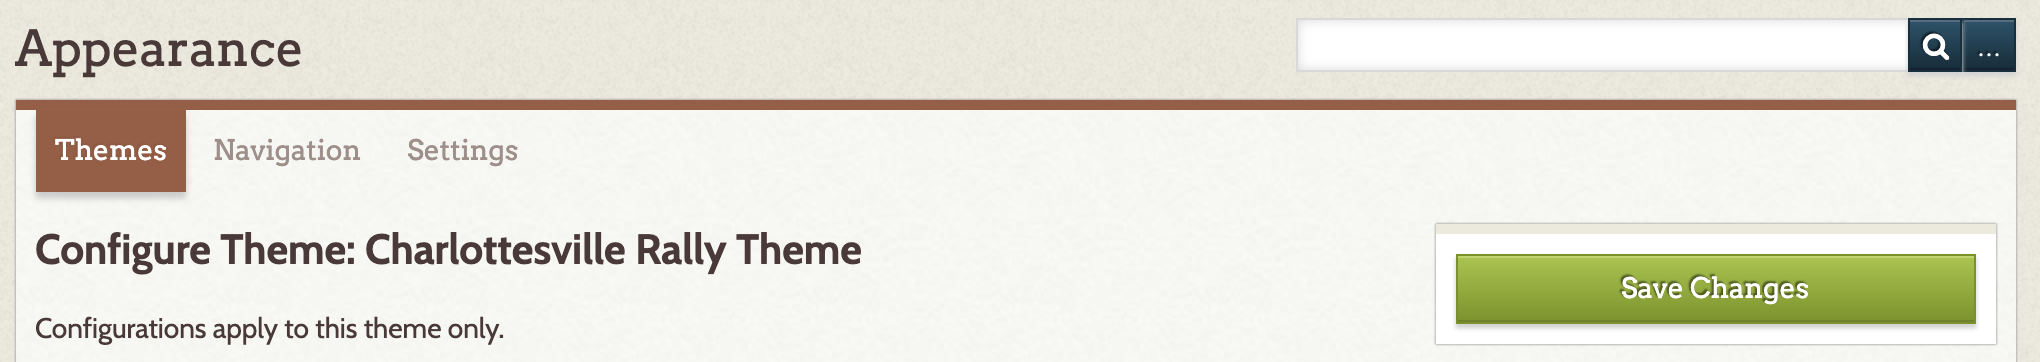 Appearance
...
Themes Navigation Settings
Configure Theme: Charlottesville Rally Theme
Save Changes
Configurations apply to this theme only.